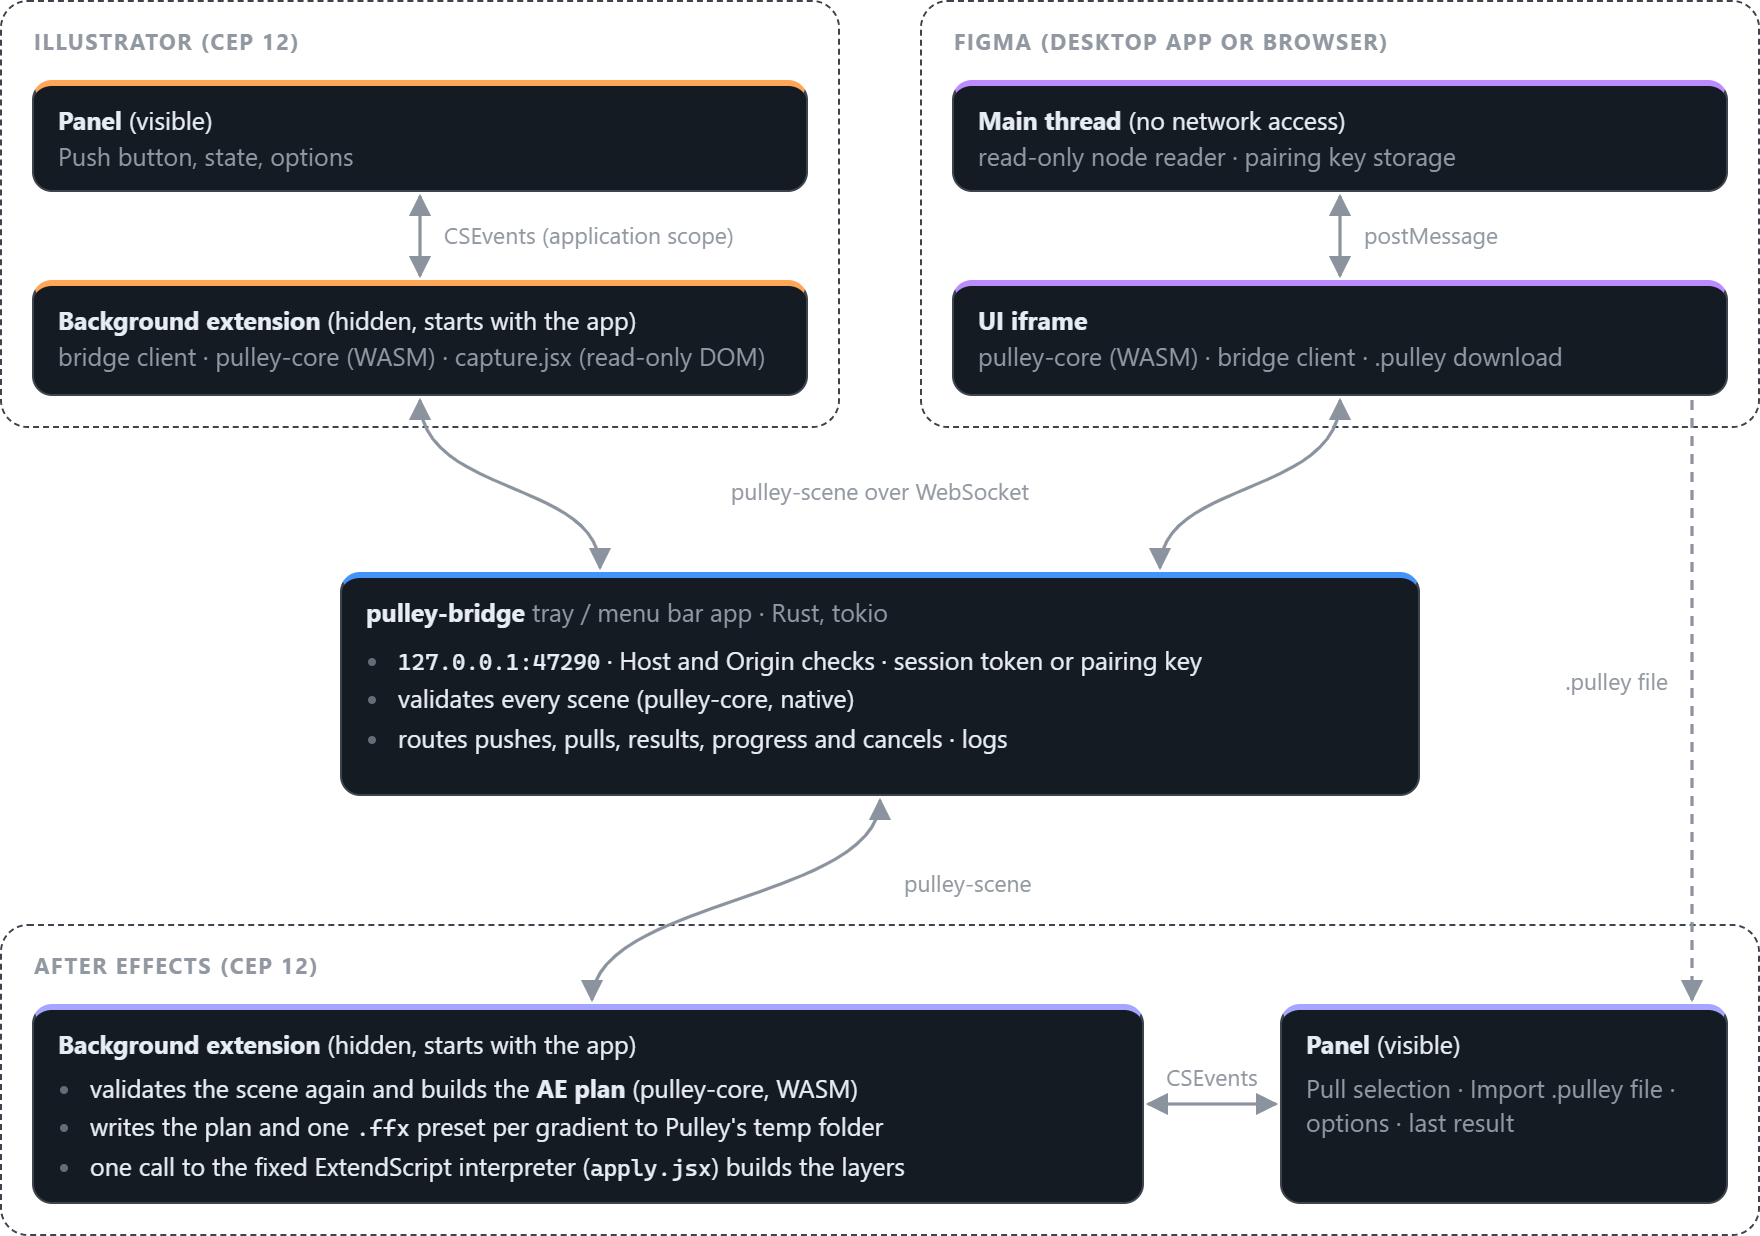 ILLUSTRATOR (CEP 12)
Panel (visible)
Push button, state, options
CSEvents (application scope)
Background extension (hidden, starts with the app)
bridge client · pulley-core (WASM) · capture.jsx (read-only DOM)
FIGMA (DESKTOP APP OR BROWSER)
Main thread (no network access)
read-only node reader · pairing key storage
postMessage
UI iframe
pulley-core (WASM) · bridge client · .pulley download
pulley-scene over WebSocket
pulley-bridge tray / menu bar app · Rust, tokio
• 127.0.0.1:47290 · Host and Origin checks · session token or pairing key
• validates every scene (pulley-core, native)
• routes pushes, pulls, results, progress and cancels · logs
.pulley file
pulley-scene
AFTER EFFECTS (CEP 12)
Background extension (hidden, starts with the app)
• validates the scene again and builds the AE plan (pulley-core, WASM)
• writes the plan and one .ffx preset per gradient to Pulley's temp folder
• one call to the fixed ExtendScript interpreter (apply.jsx) builds the layers
CSEvents
Panel (visible)
Pull selection · Import .pulley file ·
options · last result